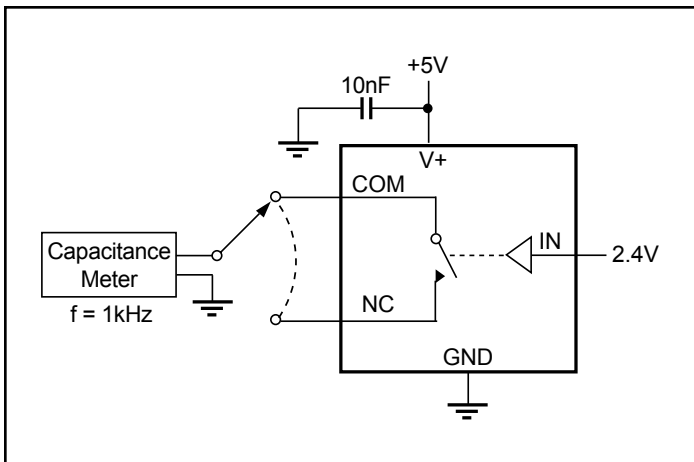 +5V
10nF
V+
COM
IN
2.4V
Capacitance
Meter
f = 1kHz
NC
GND